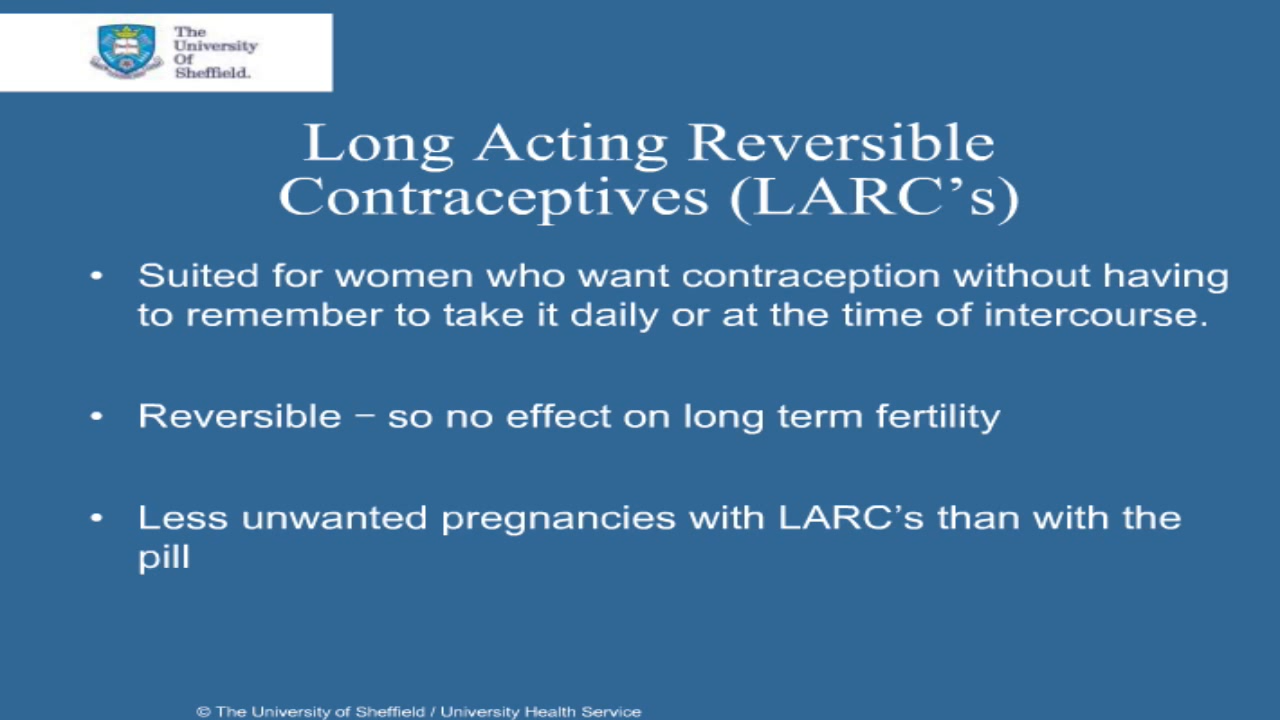 The
University
Of
Sheffield.
Long Acting Reversible
Contraceptives (LARC’s)
• Suited for women who want contraception without having
to remember to take it daily or at the time of intercourse.
• Reversible – so no effect on long term fertility
• Less unwanted pregnancies with LARC’s than with the
pill
© The University of Sheffield / University Health Service